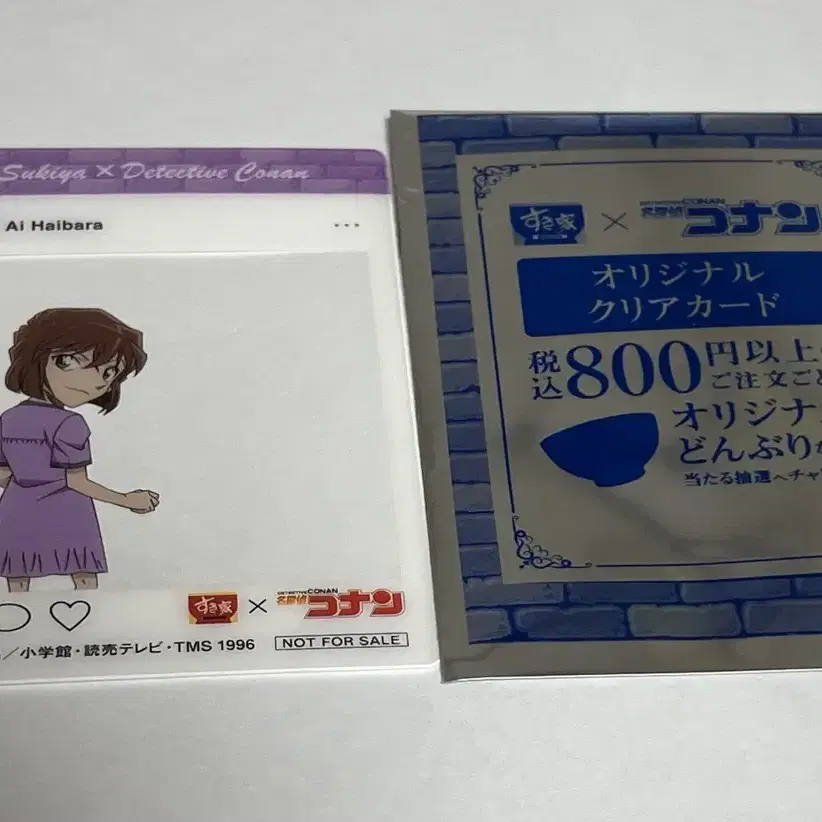 Sukiya × Detective Conan
Ai Haibara
...
すき家 × DETECTIVE CONAN 名探偵コナン
／小学館・読売テレビ・TMS 1996
NOT FOR SALE
すき家 × DETECTIVE CONAN 名探偵コナン
オリジナル
クリアカード
税込800円以上
ご注文ごと
オリジナ
どんぶり
当たる抽選へチャ